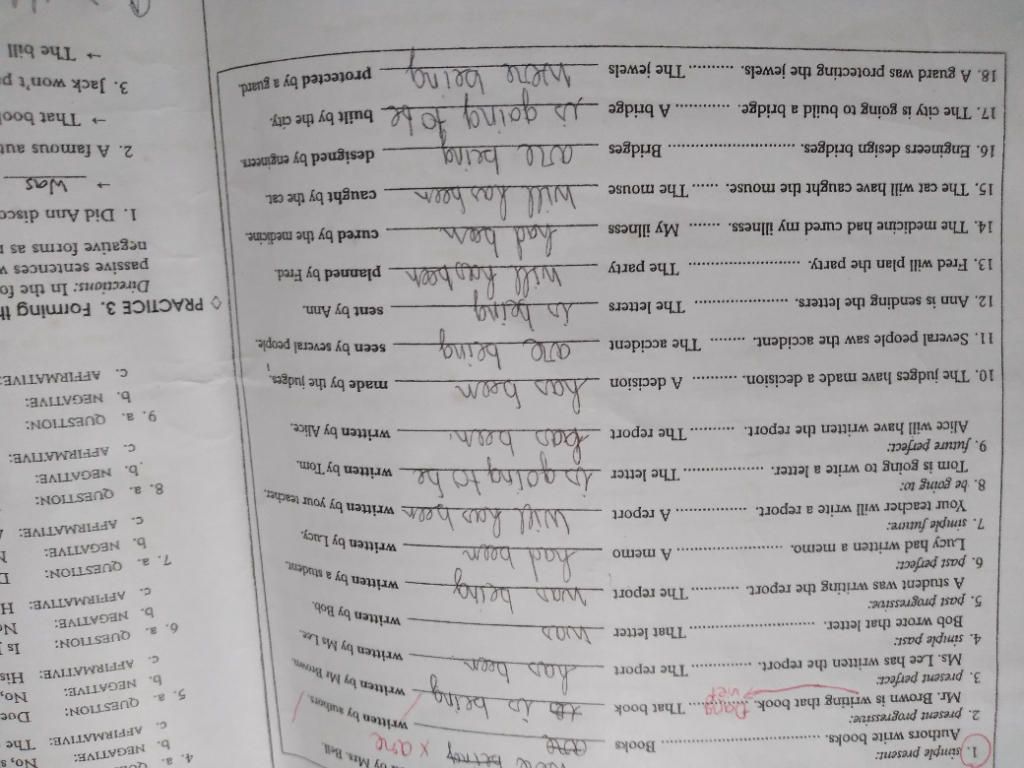 by Mrs. Bell.
1. simple present:
Authors write books. .......... Books are written by authors.
x are
2. present progressive:
Mr. Brown is writing that book. .......... That book is being written by Mr Brown.
3. present perfect:
Ms. Lee has written the report. .......... The report has been written by Ms Lee.
4. simple past:
Bob wrote that letter. .......... That letter was written by Bob.
5. past progressive:
A student was writing the report. .......... The report was being written by a student.
6. past perfect:
Lucy had written a memo. .......... A memo had been written by Lucy.
7. simple future:
Your teacher will write a report. .......... A report will has been written by your teacher.
8. be going to:
Tom is going to write a letter. .......... The letter is going to be written by Tom.
9. future perfect:
Alice will have written the report. .......... The report has been. written by Alice.
10. The judges have made a decision. .......... A decision has been made by the judges.
11. Several people saw the accident. ........ The accident are being seen by several people.
12. Ann is sending the letters. .......... The letters is being sent by Ann.
13. Fred will plan the party. .......... The party will has been planned by Fred.
14. The medicine had cured my illness. ....... My illness had been cured by the medicine.
15. The cat will have caught the mouse. ...... The mouse will has been caught by the cat.
16. Engineers design bridges. .......... Bridges are being designed by engineers.
17. The city is going to build a bridge. .......... A bridge is going to be built by the city.
18. A guard was protecting the jewels. .......... The jewels were being protected by a guard.
4. a.
b. NEGATIVE: No, s
c. AFFIRMATIVE: The
5. a. QUESTION: Doe
b. NEGATIVE: No,
c. AFFIRMATIVE: His
6. a. QUESTION: Is
b. NEGATIVE: No
c. AFFIRMATIVE: H
7. a. QUESTION: D
b. NEGATIVE: N
c. AFFIRMATIVE:
8. a. QUESTION:
b. NEGATIVE:
c. AFFIRMATIVE:
9. a. QUESTION:
b. NEGATIVE:
c. AFFIRMATIVE:
◇ PRACTICE 3. Forming th
Directions: In the fo
passive sentences w
negative forms as
1. Did Ann disco
→ Was
2. A famous aut
→ That boo
3. Jack won't p
→ The bill